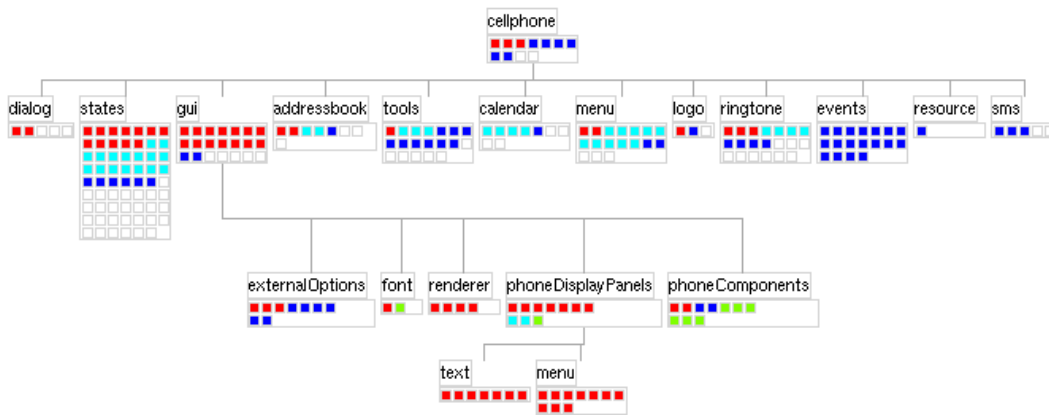 cellphone
dialog states gui addressbook tools calendar menu logo ringtone events resource sms
externalOptions font renderer phoneDisplayPanels phoneComponents
text menu